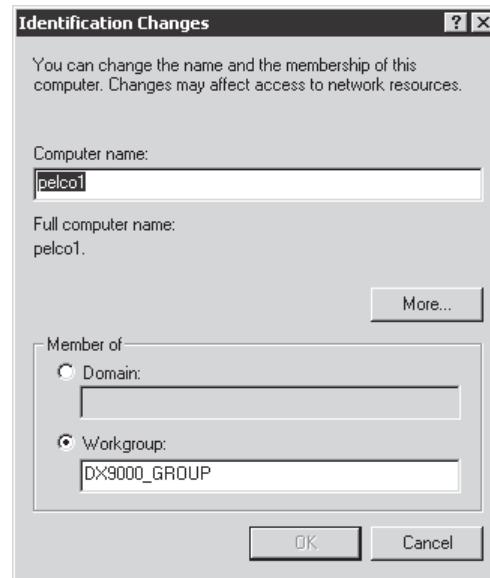 Identification Changes
You can change the name and the membership of this
computer. Changes may affect access to network resources.
Computer name:
pelco1
Full computer name:
pelco1.
More...
Member of
Domain:
Workgroup:
DX9000_GROUP
OK Cancel